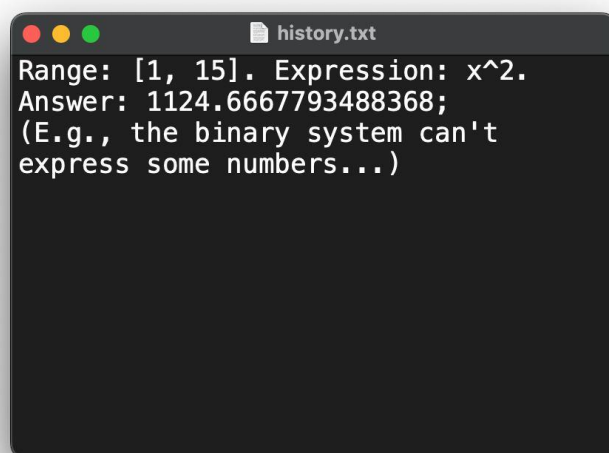 history.txt
Range: [1, 15]. Expression: x^2.
Answer: 1124.6667793488368;
(E.g., the binary system can't
express some numbers...)